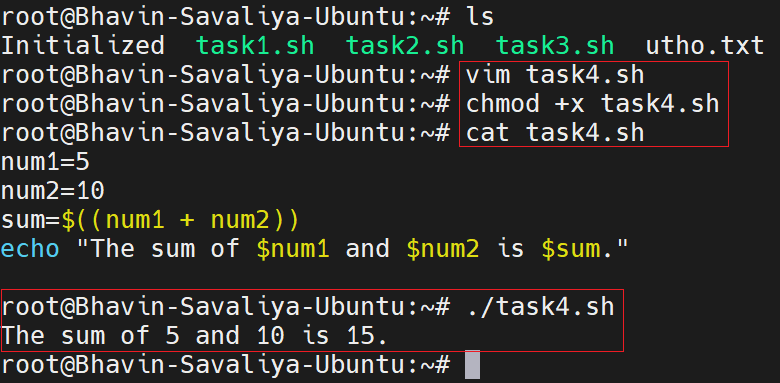 root@Bhavin-Savaliya-Ubuntu:~# ls
Initialized  task1.sh  task2.sh  task3.sh  utho.txt
root@Bhavin-Savaliya-Ubuntu:~# vim task4.sh
root@Bhavin-Savaliya-Ubuntu:~# chmod +x task4.sh
root@Bhavin-Savaliya-Ubuntu:~# cat task4.sh
num1=5
num2=10
sum=$((num1 + num2))
echo "The sum of $num1 and $num2 is $sum."
root@Bhavin-Savaliya-Ubuntu:~# ./task4.sh
The sum of 5 and 10 is 15.
root@Bhavin-Savaliya-Ubuntu:~#